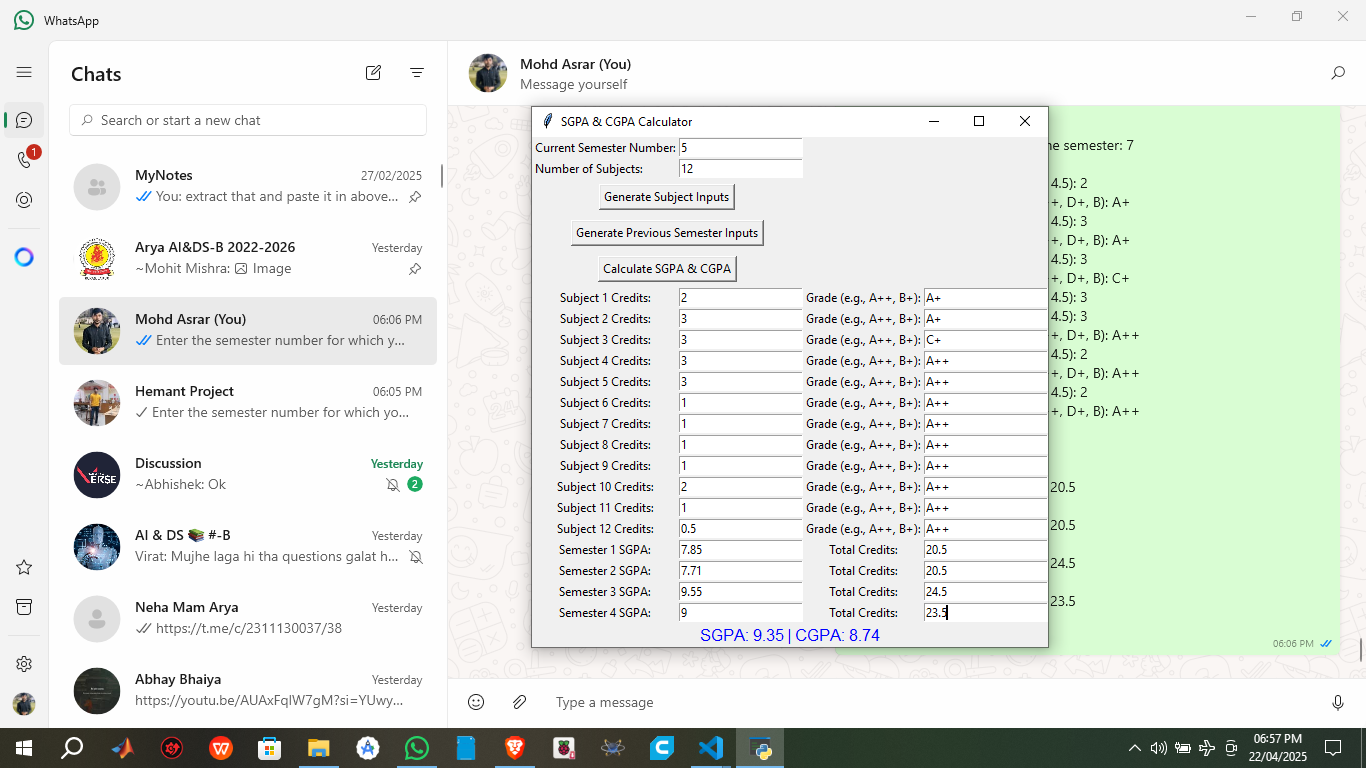 WhatsApp
Chats
Search or start a new chat
1
MyNotes 27/02/2025
You: extract that and paste it in above...
Arya AI&DS-B 2022-2026 Yesterday
~Mohit Mishra: Image
Mohd Asrar (You) 06:06 PM
Enter the semester number for which y...
Hemant Project 06:05 PM
Enter the semester number for which yo...
Discussion Yesterday
~Abhishek: Ok 2
AI & DS 📚 #-B Yesterday
Virat: Mujhe laga hi tha questions galat h...
Neha Mam Arya Yesterday
https://t.me/c/2311130037/38
Abhay Bhaiya Yesterday
https://youtu.be/AUAxFqlW7gM?si=YUwy...
Mohd Asrar (You)
Message yourself
SGPA & CGPA Calculator
Current Semester Number: 5
Number of Subjects: 12
Generate Subject Inputs
Generate Previous Semester Inputs
Calculate SGPA & CGPA
Subject 1 Credits: 2 Grade (e.g., A++, B+): A+
Subject 2 Credits: 3 Grade (e.g., A++, B+): A+
Subject 3 Credits: 3 Grade (e.g., A++, B+): C+
Subject 4 Credits: 3 Grade (e.g., A++, B+): A++
Subject 5 Credits: 3 Grade (e.g., A++, B+): A++
Subject 6 Credits: 1 Grade (e.g., A++, B+): A++
Subject 7 Credits: 1 Grade (e.g., A++, B+): A++
Subject 8 Credits: 1 Grade (e.g., A++, B+): A++
Subject 9 Credits: 1 Grade (e.g., A++, B+): A++
Subject 10 Credits: 2 Grade (e.g., A++, B+): A++
Subject 11 Credits: 1 Grade (e.g., A++, B+): A++
Subject 12 Credits: 0.5 Grade (e.g., A++, B+): A++
Semester 1 SGPA: 7.85 Total Credits: 20.5
Semester 2 SGPA: 7.71 Total Credits: 20.5
Semester 3 SGPA: 9.55 Total Credits: 24.5
Semester 4 SGPA: 9 Total Credits: 23.5
SGPA: 9.35 | CGPA: 8.74
e semester: 7
4.5): 2
+, D+, B): A+
4.5): 3
+, D+, B): A+
4.5): 3
+, D+, B): C+
4.5): 3
4.5): 3
+, D+, B): A++
4.5): 2
+, D+, B): A++
4.5): 2
+, D+, B): A++
20.5
20.5
24.5
23.5
06:06 PM
Type a message
06:57 PM
22/04/2025